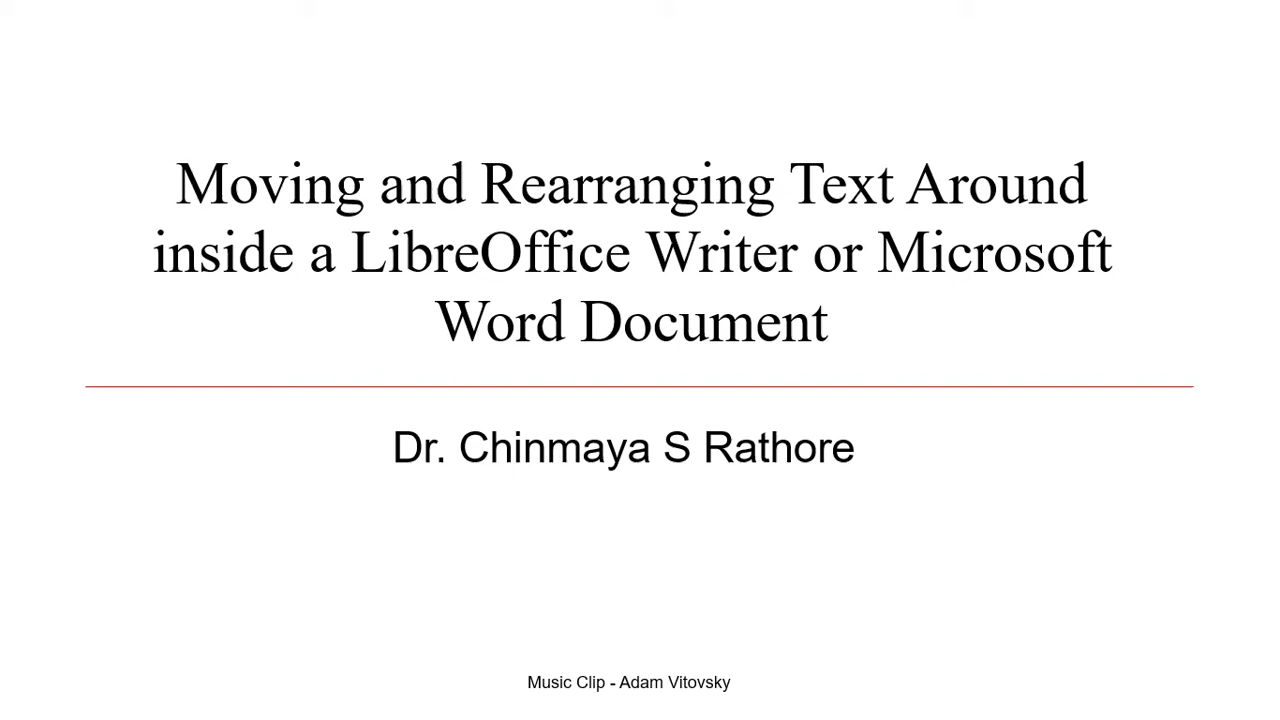 Moving and Rearranging Text Around
inside a LibreOffice Writer or Microsoft
Word Document
Dr. Chinmaya S Rathore
Music Clip - Adam Vitovsky